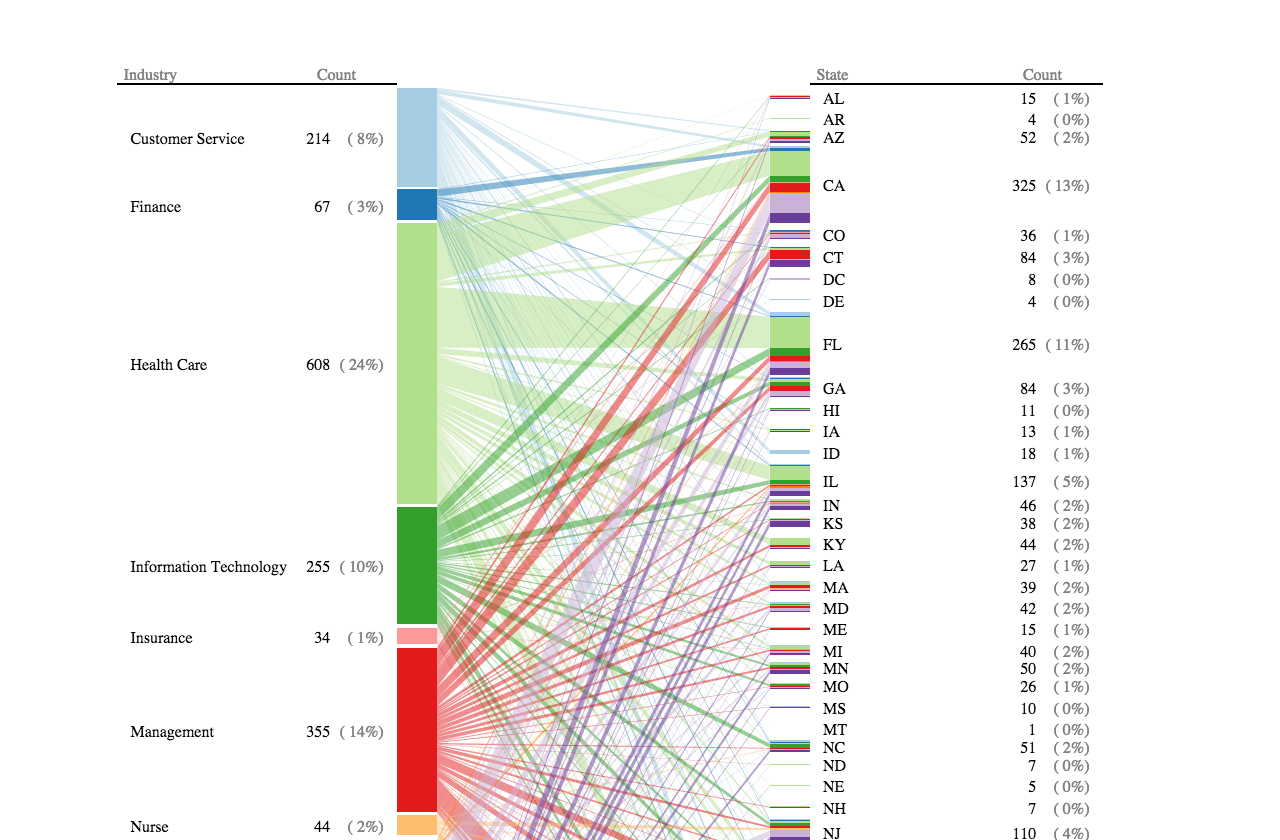 Industry Count
Customer Service 214 ( 8%)
Finance 67 ( 3%)
Health Care 608 ( 24%)
Information Technology 255 ( 10%)
Insurance 34 ( 1%)
Management 355 ( 14%)
Nurse 44 ( 2%)
State Count
AL 15 ( 1%)
AR 4 ( 0%)
AZ 52 ( 2%)
CA 325 ( 13%)
CO 36 ( 1%)
CT 84 ( 3%)
DC 8 ( 0%)
DE 4 ( 0%)
FL 265 ( 11%)
GA 84 ( 3%)
HI 11 ( 0%)
IA 13 ( 1%)
ID 18 ( 1%)
IL 137 ( 5%)
IN 46 ( 2%)
KS 38 ( 2%)
KY 44 ( 2%)
LA 27 ( 1%)
MA 39 ( 2%)
MD 42 ( 2%)
ME 15 ( 1%)
MI 40 ( 2%)
MN 50 ( 2%)
MO 26 ( 1%)
MS 10 ( 0%)
MT 1 ( 0%)
NC 51 ( 2%)
ND 7 ( 0%)
NE 5 ( 0%)
NH 7 ( 0%)
NJ 110 ( 4%)